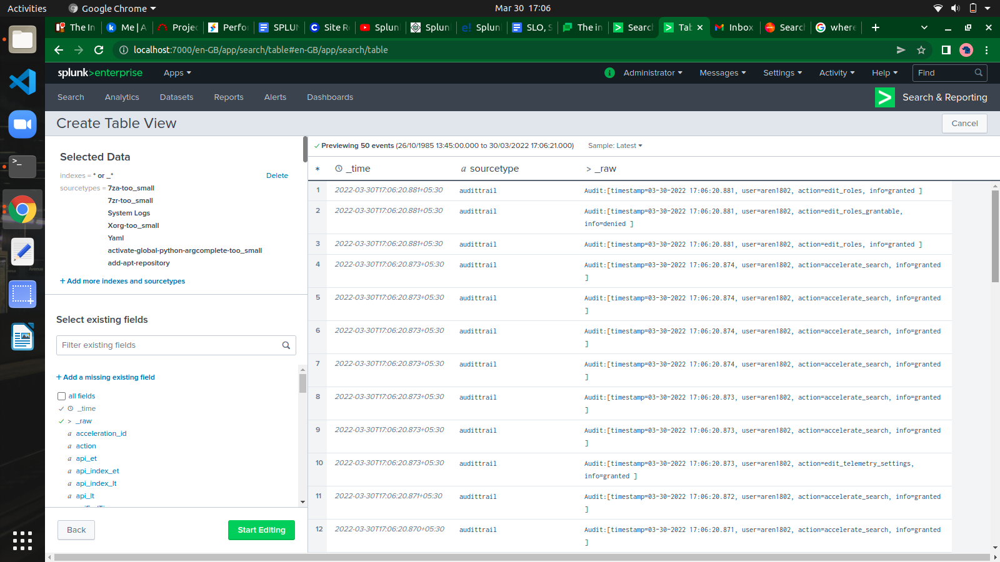 Activities
Google Chrome
Mar 30 17:06
The In
Me | A
Projec
Perfo
SPLUN
Site R
Splun
Splun
Splun
SLO, S
The in
Searc
Tab
Inbox
Searc
where
localhost:7000/en-GB/app/search/table#en-GB/app/search/table
splunk>enterprise
Apps
i
Administrator
Messages
Settings
Activity
Help
Find
Search
Analytics
Datasets
Reports
Alerts
Dashboards
Search & Reporting
Create Table View
Cancel
Selected Data
indexes = * or _*
Delete
sourcetypes = 7za-too_small
7zr-too_small
System Logs
Xorg-too_small
Yaml
activate-global-python-argcomplete-too_small
add-apt-repository
+ Add more indexes and sourcetypes
Select existing fields
Filter existing fields
+ Add a missing existing field
all fields
_time
> _raw
a acceleration_id
a action
a api_et
a api_index_et
a api_index_lt
a api_lt
Back
Start Editing
✓ Previewing 50 events (26/10/1985 13:45:00.000 to 30/03/2022 17:06:21.000)
Sample: Latest
* _time a sourcetype > _raw
1 2022-03-30T17:06:20.881+05:30 audittrail Audit:[timestamp=03-30-2022 17:06:20.881, user=aren1802, action=edit_roles, info=granted ]
2 2022-03-30T17:06:20.881+05:30 audittrail Audit:[timestamp=03-30-2022 17:06:20.881, user=aren1802, action=edit_roles_grantable,
info=denied ]
3 2022-03-30T17:06:20.881+05:30 audittrail Audit:[timestamp=03-30-2022 17:06:20.881, user=aren1802, action=edit_roles, info=granted ]
4 2022-03-30T17:06:20.873+05:30 audittrail Audit:[timestamp=03-30-2022 17:06:20.874, user=aren1802, action=accelerate_search, info=granted
]
5 2022-03-30T17:06:20.873+05:30 audittrail Audit:[timestamp=03-30-2022 17:06:20.874, user=aren1802, action=accelerate_search, info=granted
]
6 2022-03-30T17:06:20.873+05:30 audittrail Audit:[timestamp=03-30-2022 17:06:20.874, user=aren1802, action=accelerate_search, info=granted
]
7 2022-03-30T17:06:20.873+05:30 audittrail Audit:[timestamp=03-30-2022 17:06:20.874, user=aren1802, action=accelerate_search, info=granted
]
8 2022-03-30T17:06:20.873+05:30 audittrail Audit:[timestamp=03-30-2022 17:06:20.873, user=aren1802, action=accelerate_search, info=granted
]
9 2022-03-30T17:06:20.873+05:30 audittrail Audit:[timestamp=03-30-2022 17:06:20.873, user=aren1802, action=accelerate_search, info=granted
]
10 2022-03-30T17:06:20.873+05:30 audittrail Audit:[timestamp=03-30-2022 17:06:20.873, user=aren1802, action=edit_telemetry_settings,
info=granted ]
11 2022-03-30T17:06:20.871+05:30 audittrail Audit:[timestamp=03-30-2022 17:06:20.872, user=aren1802, action=accelerate_search, info=granted
]
12 2022-03-30T17:06:20.870+05:30 audittrail Audit:[timestamp=03-30-2022 17:06:20.871, user=aren1802, action=accelerate_search, info=granted
]